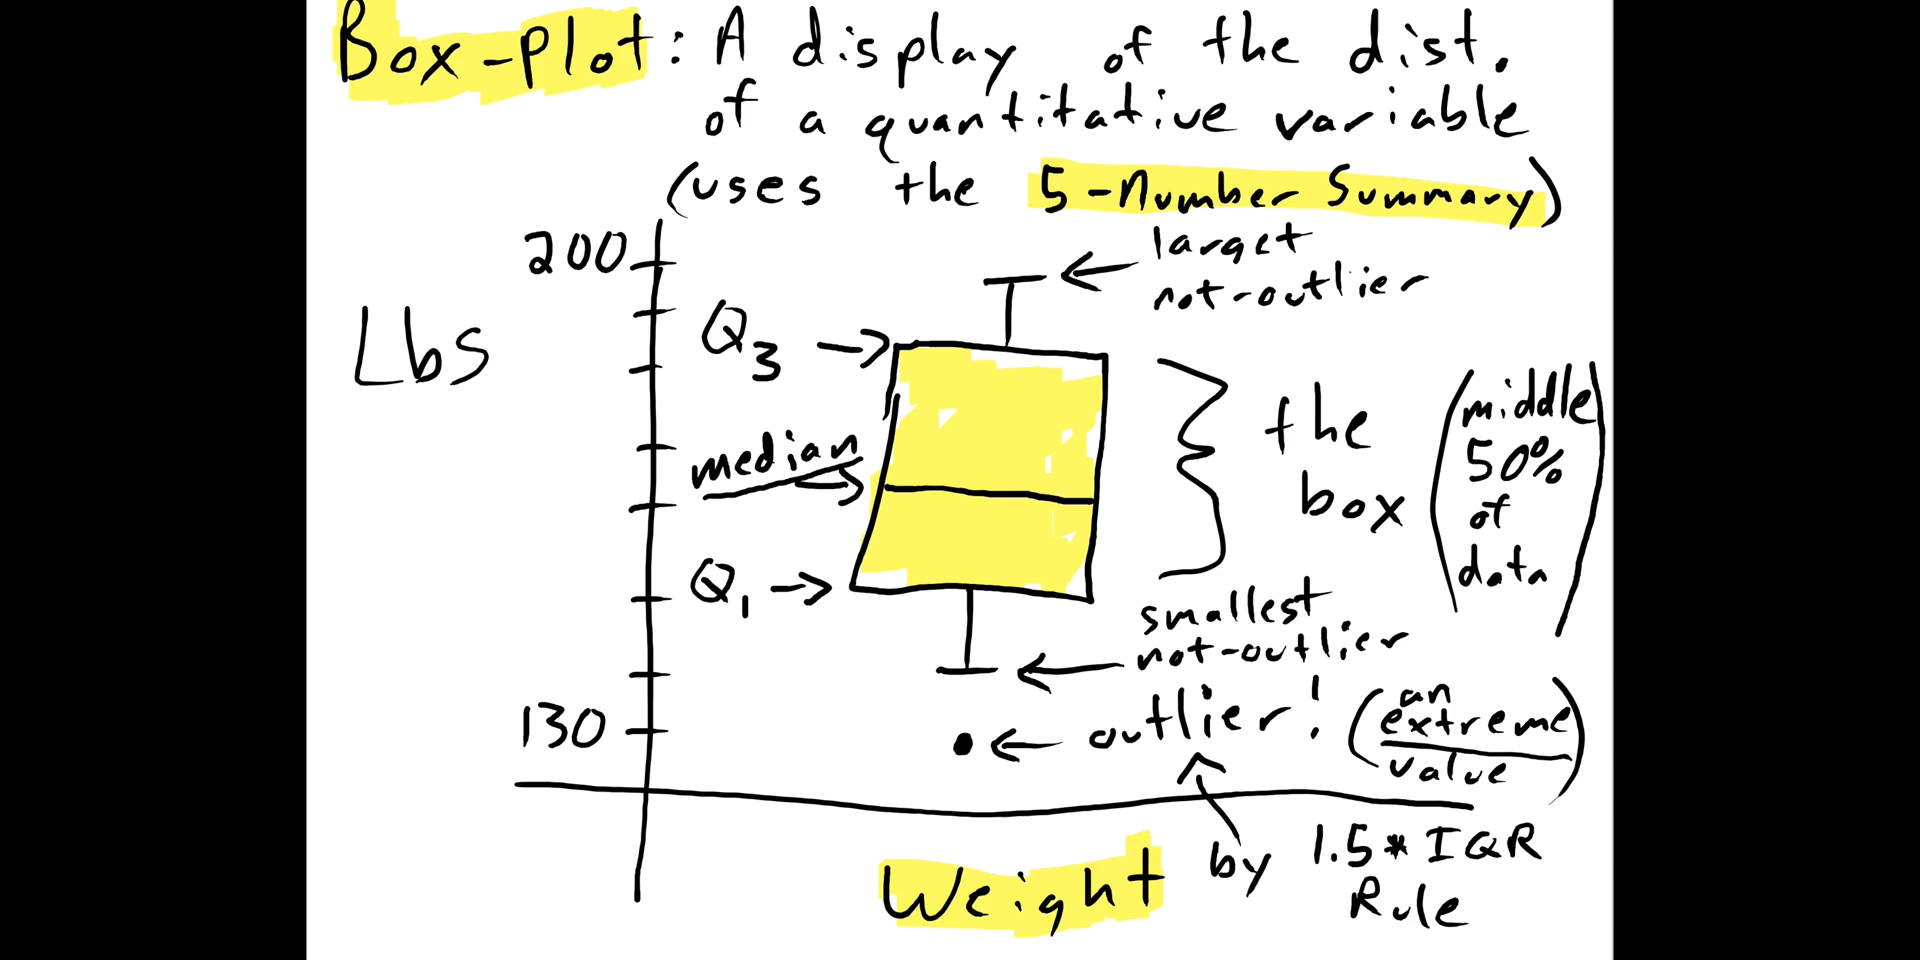 Box-Plot: A display of the dist.
of a quantitative variable
(uses the 5-Number Summary)
200
larget
not-outlier
Lbs
Q3 →
the
box
(middle
50%
of
data)
median →
Q1 →
smallest
not-outlier
130
outlier! (an
extreme
value)
by 1.5 * IQR
Rule
Weight